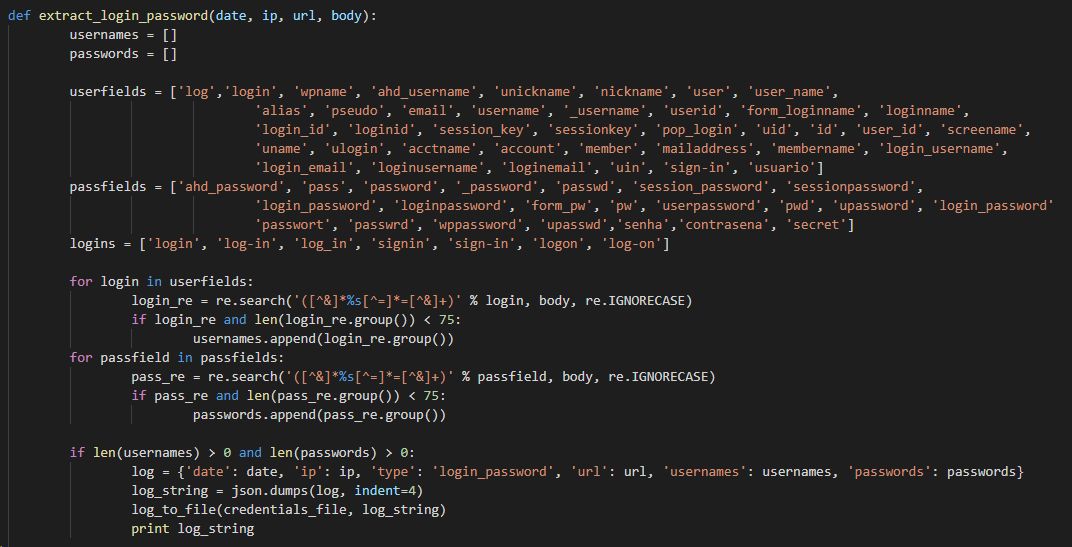 def extract_login_password(date, ip, url, body):
usernames = []
passwords = []
userfields = ['log','login', 'wpname', 'ahd_username', 'unickname', 'nickname', 'user', 'user_name',
'alias', 'pseudo', 'email', 'username', '_username', 'userid', 'form_loginname', 'loginname',
'login_id', 'loginid', 'session_key', 'sessionkey', 'pop_login', 'uid', 'id', 'user_id', 'screename',
'uname', 'ulogin', 'acctname', 'account', 'member', 'mailaddress', 'membername', 'login_username',
'login_email', 'loginusername', 'loginemail', 'uin', 'sign-in', 'usuario']
passfields = ['ahd_password', 'pass', 'password', '_password', 'passwd', 'session_password', 'sessionpassword',
'login_password', 'loginpassword', 'form_pw', 'pw', 'userpassword', 'pwd', 'upassword', 'login_password'
'passwort', 'passwrd', 'wppassword', 'upasswd','senha','contrasena', 'secret']
logins = ['login', 'log-in', 'log_in', 'signin', 'sign-in', 'logon', 'log-on']
for login in userfields:
login_re = re.search('([^&]*%s[^=]*=[^&]+)' % login, body, re.IGNORECASE)
if login_re and len(login_re.group()) < 75:
usernames.append(login_re.group())
for passfield in passfields:
pass_re = re.search('([^&]*%s[^=]*=[^&]+)' % passfield, body, re.IGNORECASE)
if pass_re and len(pass_re.group()) < 75:
passwords.append(pass_re.group())
if len(usernames) > 0 and len(passwords) > 0:
log = {'date': date, 'ip': ip, 'type': 'login_password', 'url': url, 'usernames': usernames, 'passwords': passwords}
log_string = json.dumps(log, indent=4)
log_to_file(credentials_file, log_string)
print log_string